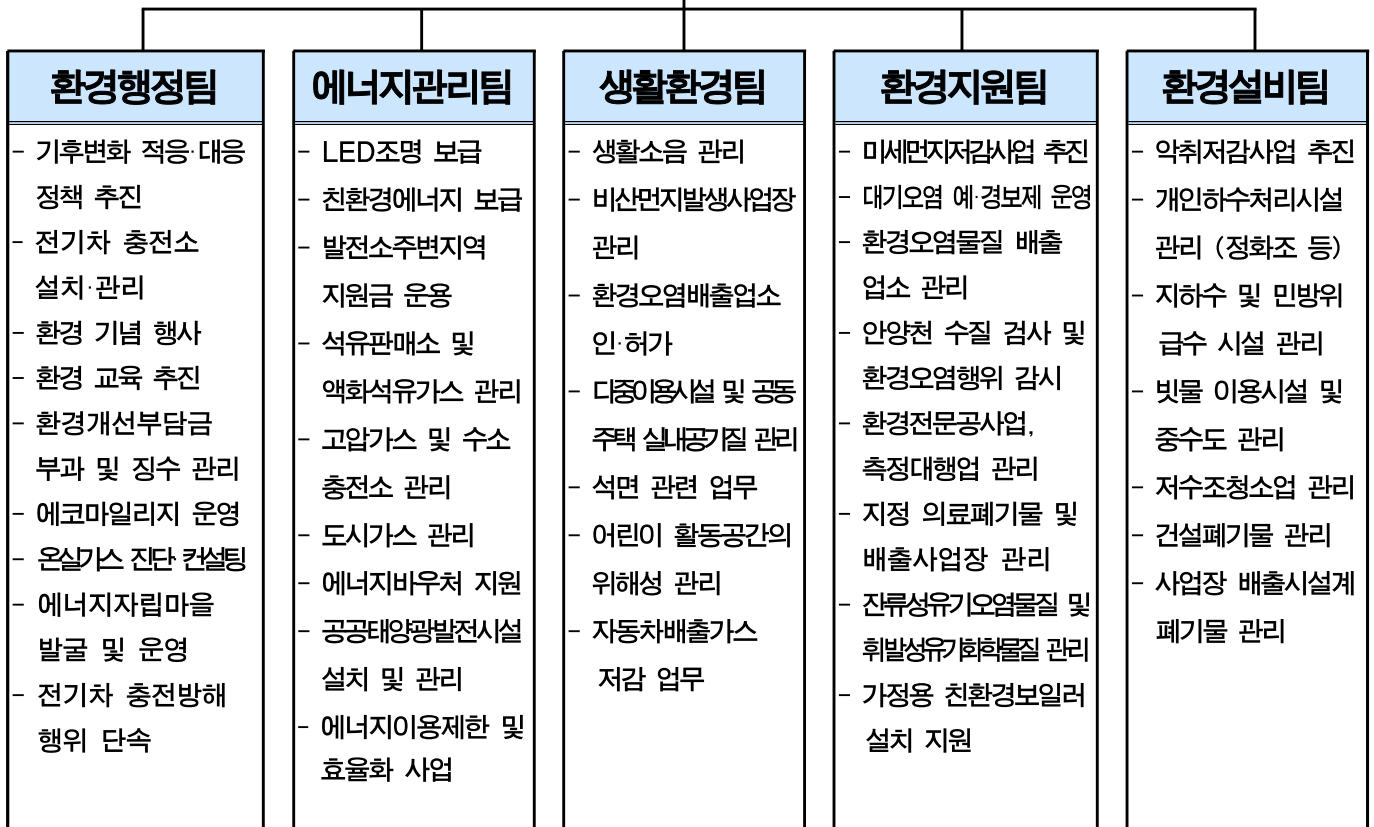 환경행정팀
- 기후변화 적응·대응
정책 추진
- 전기차 충전소
설치·관리
- 환경 기념 행사
- 환경 교육 추진
- 환경개선부담금
부과 및 징수 관리
- 에코마일리지 운영
- 온실가스 진단 컨설팅
- 에너지자립마을
발굴 및 운영
- 전기차 충전방해
행위 단속
에너지관리팀
- LED조명 보급
- 친환경에너지 보급
- 발전소주변지역
지원금 운용
- 석유판매소 및
액화석유가스 관리
- 고압가스 및 수소
충전소 관리
- 도시가스 관리
- 에너지바우처 지원
- 공공태양광발전시설
설치 및 관리
- 에너지이용제한 및
효율화 사업
생활환경팀
- 생활소음 관리
- 비산먼지발생사업장
관리
- 환경오염배출업소
인·허가
- 다중이용시설 및 공동
주택 실내공기질 관리
- 석면 관련 업무
- 어린이 활동공간의
위해성 관리
- 자동차배출가스
저감 업무
환경지원팀
- 미세먼지저감사업 추진
- 대기오염 예·경보제 운영
- 환경오염물질 배출
업소 관리
- 안양천 수질 검사 및
환경오염행위 감시
- 환경전문공사업,
측정대행업 관리
- 지정 의료폐기물 및
배출사업장 관리
- 잔류성유기오염물질 및
휘발성유기화학물질 관리
- 가정용 친환경보일러
설치 지원
환경설비팀
- 악취저감사업 추진
- 개인하수처리시설
관리 (정화조 등)
- 지하수 및 민방위
급수 시설 관리
- 빗물 이용시설 및
중수도 관리
- 저수조청소업 관리
- 건설폐기물 관리
- 사업장 배출시설계
폐기물 관리